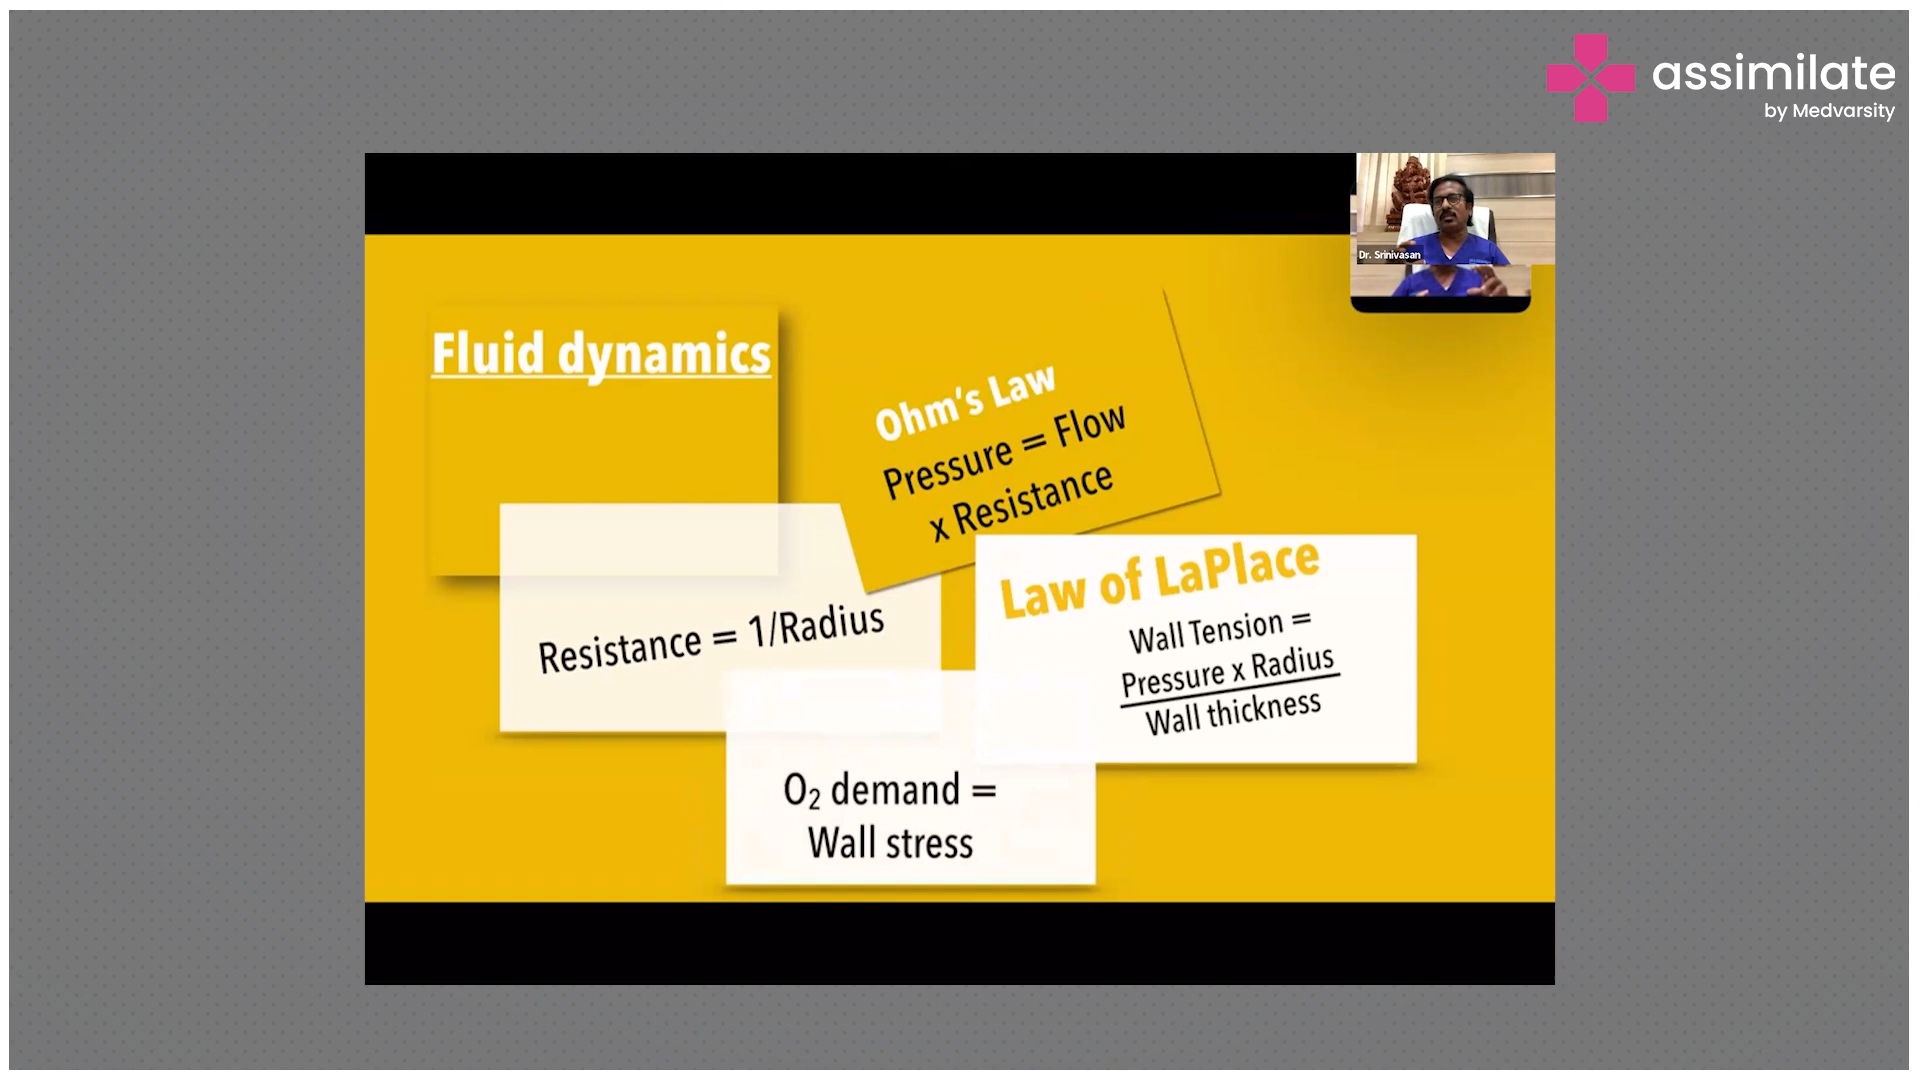 assimilate
by Medvarsity
Dr. Srinivasan
Fluid dynamics
Ohm's Law
Pressure = Flow
x Resistance
Resistance = 1/Radius
Law of LaPlace
Wall Tension =
Pressure x Radius
Wall thickness
O₂ demand =
Wall stress